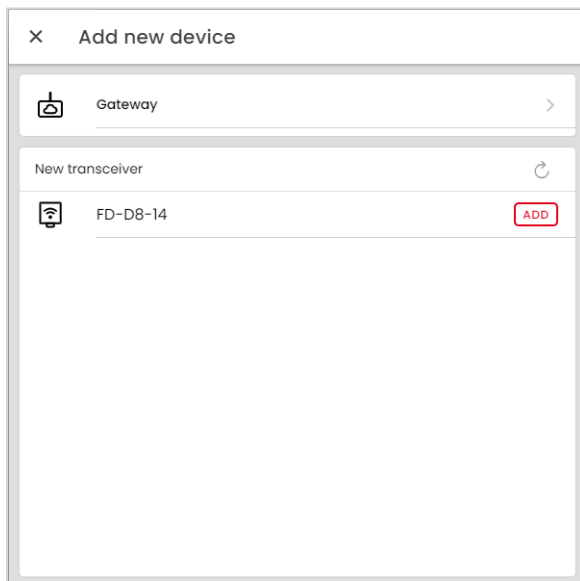 Add new device
Gateway
New transceiver
FD-D8-14
ADD